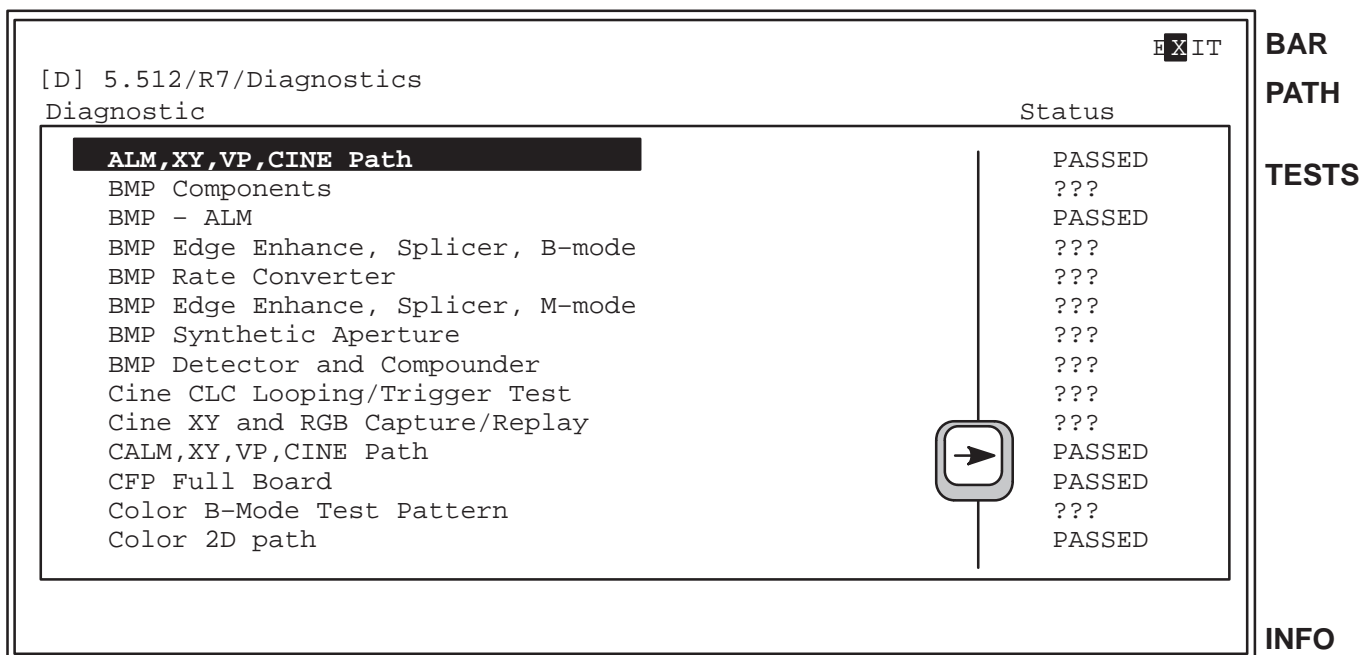 EXIT BAR
[D] 5.512/R7/Diagnostics PATH
Diagnostic Status
ALM,XY,VP,CINE Path PASSED
TESTS
BMP Components ???
BMP – ALM PASSED
BMP Edge Enhance, Splicer, B–mode ???
BMP Rate Converter ???
BMP Edge Enhance, Splicer, M–mode ???
BMP Synthetic Aperture ???
BMP Detector and Compounder ???
Cine CLC Looping/Trigger Test ???
Cine XY and RGB Capture/Replay ???
CALM,XY,VP,CINE Path PASSED
CFP Full Board PASSED
Color B–Mode Test Pattern ???
Color 2D path PASSED
INFO